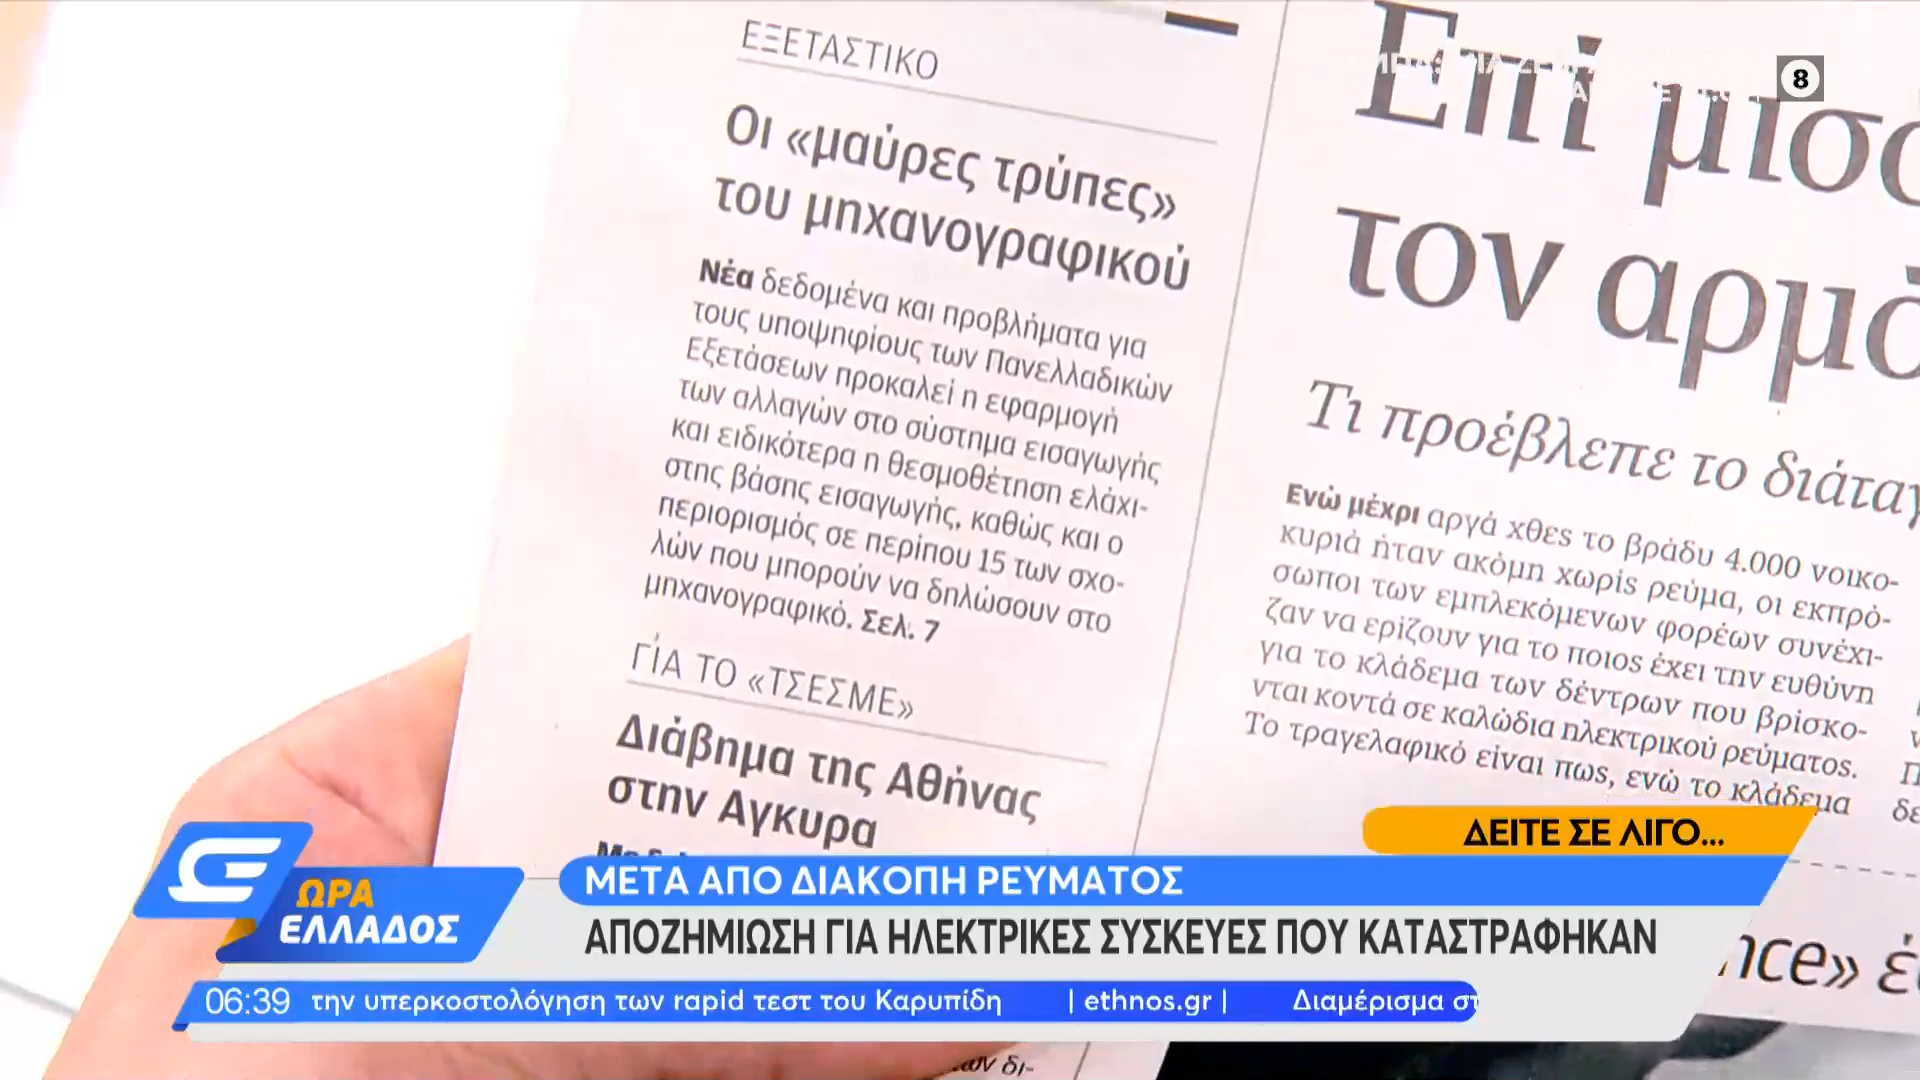 ΕΞΕΤΑΣΤΙΚΟ
Οι «μαύρες τρύπες»
του μηχανογραφικού
Νέα δεδομένα και προβλήματα για
τους υποψηφίους των Πανελλαδικών
Εξετάσεων προκαλεί η εφαρμογή
των αλλαγών στο σύστημα εισαγωγής
και ειδικότερα η θεσμοθέτηση ελάχι-
στης βάσης εισαγωγής, καθώς και ο
περιορισμός σε περίπου 15 των σχο-
λών που μπορούν να δηλώσουν στο
μηχανογραφικό. Σελ. 7
ΓΙΑ ΤΟ «ΤΣΕΣΜΕ»
Διάβημα της Αθήνας
στην Αγκυρα
Επί
τον
Τι προέβλεπε το
Ενώ μέχρι αργά χθες το βράδυ 4.000 νοικο-
κυριά ήταν ακόμη χωρίς ρεύμα, οι εκπρό-
σωποι των εμπλεκόμενων φορέων συνέχι-
ζαν να ερίζουν για το ποιος έχει την ευθύνη
για το κλάδεμα των δέντρων που βρίσκο-
νται κοντά σε καλώδια ηλεκτρικού ρεύματος.
Το τραγελαφικό είναι πως, ενώ το κλάδεμα
8
ΔΕΙΤΕ ΣΕ ΛΙΓΟ...
ΜΕΤΑ ΑΠΟ ΔΙΑΚΟΠΗ ΡΕΥΜΑΤΟΣ
ΑΠΟΖΗΜΙΩΣΗ ΓΙΑ ΗΛΕΚΤΡΙΚΕΣ ΣΥΣΚΕΥΕΣ ΠΟΥ ΚΑΤΑΣΤΡΑΦΗΚΑΝ
ΩΡΑ
ΕΛΛΑΔΟΣ
06:39 την υπερκοστολόγηση των rapid τεστ του Καρυπίδη | ethnos.gr | Διαμέρισμα